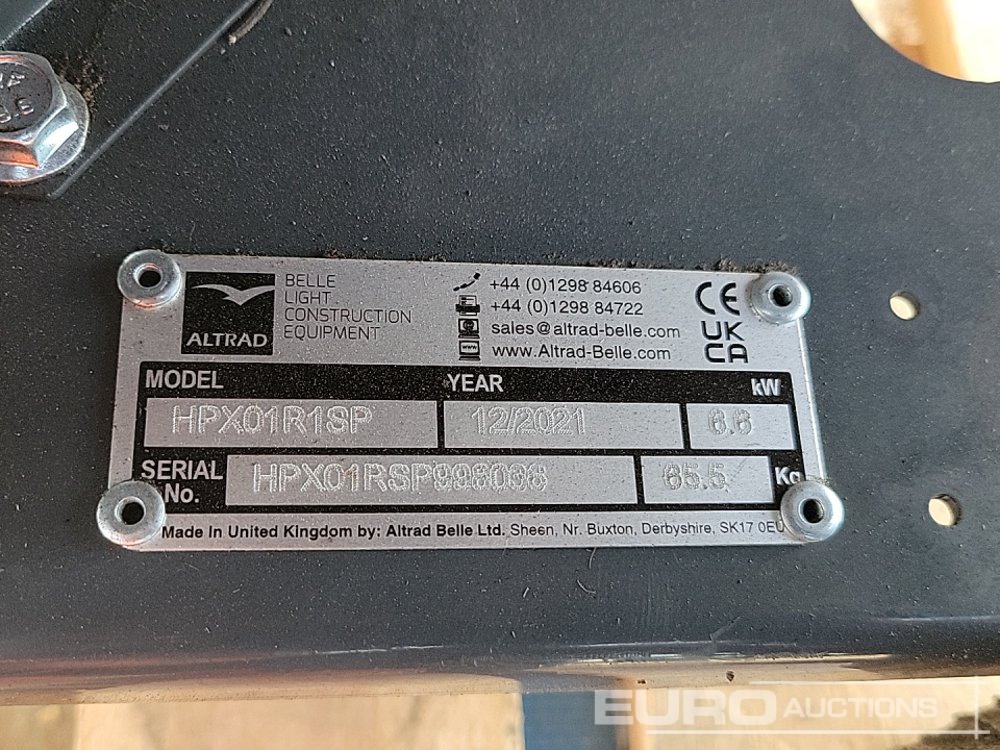 ALTRAD
BELLE
LIGHT
CONSTRUCTION
EQUIPMENT
+44 (0)1298 84606
+44 (0)1298 84722
sales@altrad-belle.com
www.Altrad-Belle.com
CE
UK
CA
MODEL YEAR kW
HPX01R1SP 12/2021 6.6
SERIAL No. 65.5 Kg
Made In United Kingdom by: Altrad Belle Ltd. Sheen, Nr. Buxton, Derbyshire, SK17 0EU
EURO AUCTIONS